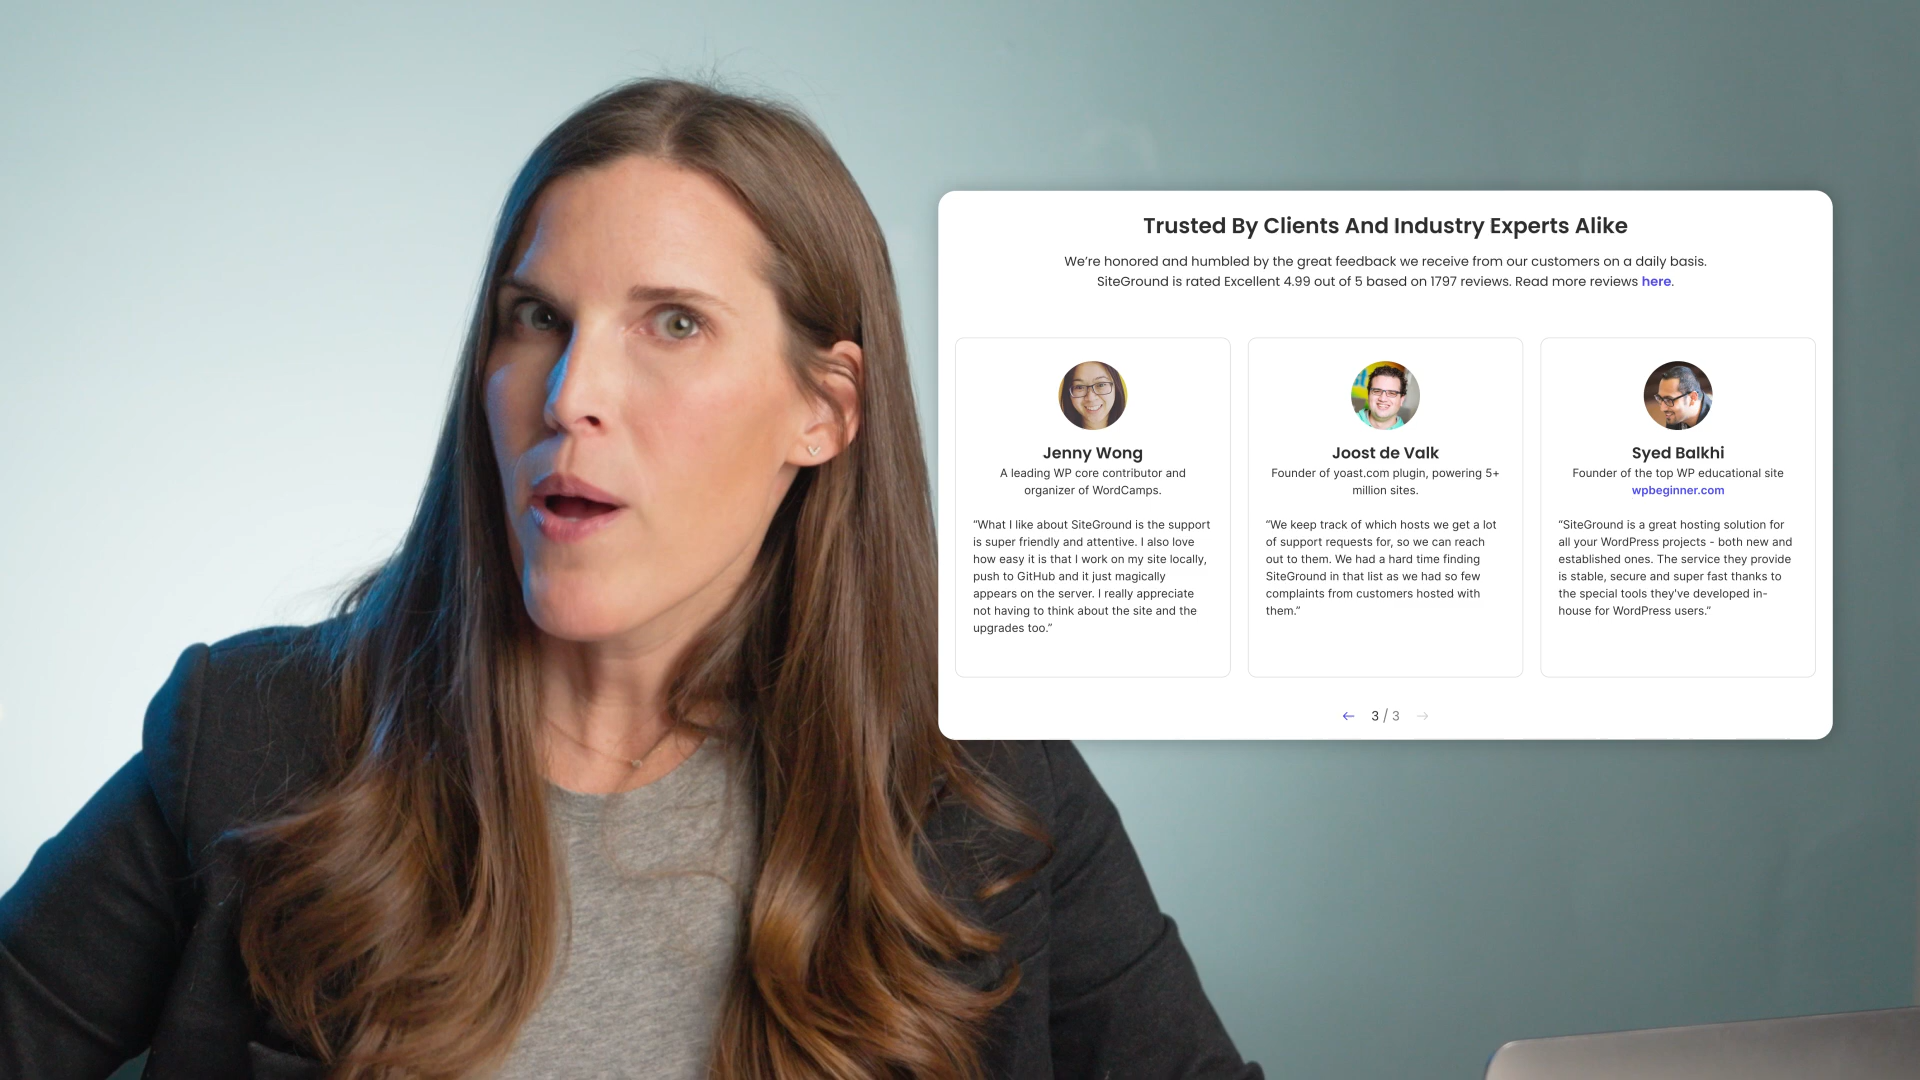 Trusted By Clients And Industry Experts Alike
We’re honored and humbled by the great feedback we receive from our customers on a daily basis.
SiteGround is rated Excellent 4.99 out of 5 based on 1797 reviews. Read more reviews here.
Jenny Wong
A leading WP core contributor and
organizer of WordCamps.
“What I like about SiteGround is the support
is super friendly and attentive. I also love
how easy it is that I work on my site locally,
push to GitHub and it just magically
appears on the server. I really appreciate
not having to think about the site and the
upgrades too.”
Joost de Valk
Founder of yoast.com plugin, powering 5+
million sites.
“We keep track of which hosts we get a lot
of support requests for, so we can reach
out to them. We had a hard time finding
SiteGround in that list as we had so few
complaints from customers hosted with
them.”
Syed Balkhi
Founder of the top WP educational site
wpbeginner.com
“SiteGround is a great hosting solution for
all your WordPress projects - both new and
established ones. The service they provide
is stable, secure and super fast thanks to
the special tools they've developed in-
house for WordPress users.”
← 3 / 3 →